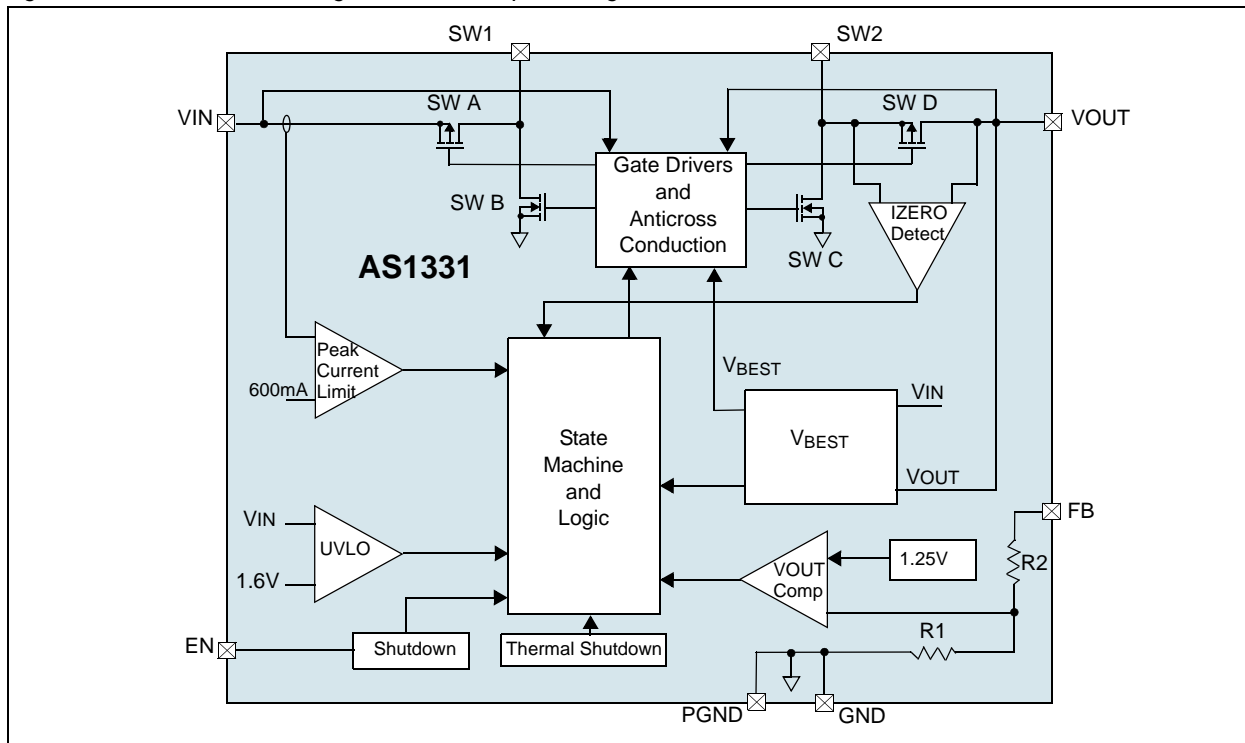 SW1
SW2
VIN
SW A
SW D
VOUT
Gate Drivers
and
Anticross
Conduction
SW B
SW C
IZERO
Detect
AS1331
Peak
Current
Limit
600mA
State
Machine
and
Logic
VBEST
VIN
VBEST
VOUT
VIN
UVLO
1.6V
FB
VOUT
Comp
1.25V
R2
R1
EN
Shutdown
Thermal Shutdown
PGND
GND